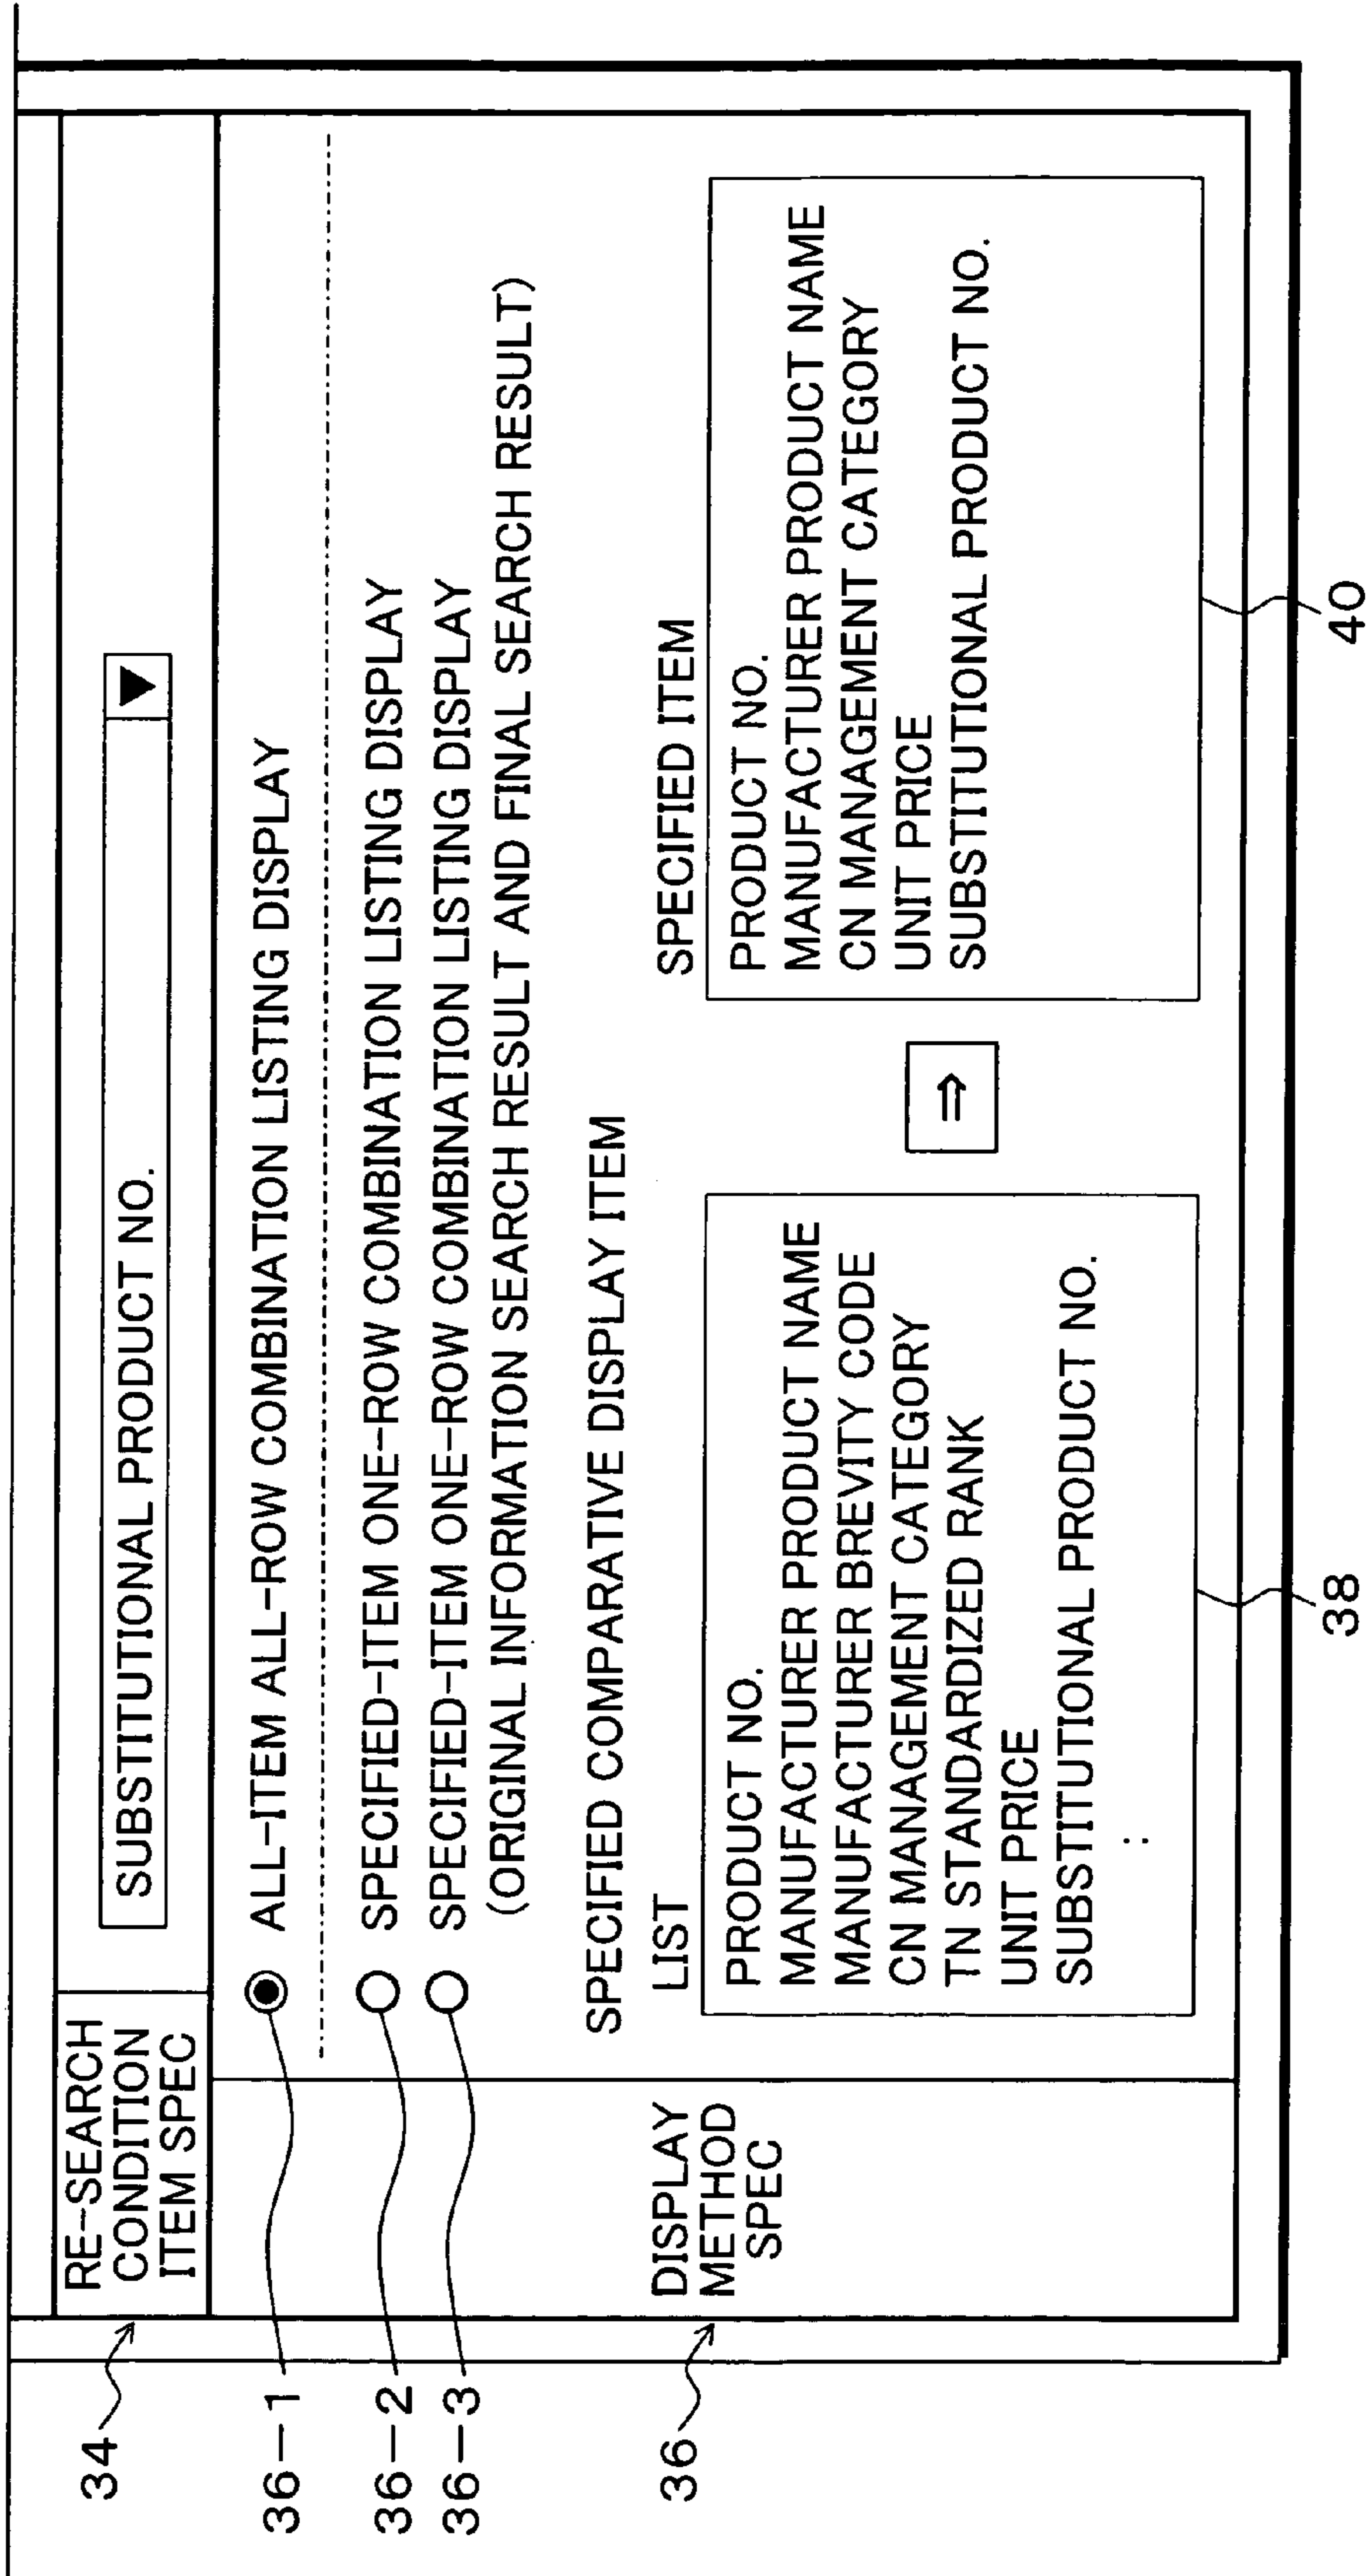 34
RE-SEARCH
CONDITION
ITEM SPEC
SUBSTITUTIONAL PRODUCT NO.
▼
36
DISPLAY
METHOD
SPEC
36-1
ALL-ITEM ALL-ROW COMBINATION LISTING DISPLAY
36-2
SPECIFIED-ITEM ONE-ROW COMBINATION LISTING DISPLAY
36-3
SPECIFIED-ITEM ONE-ROW COMBINATION LISTING DISPLAY
(ORIGINAL INFORMATION SEARCH RESULT AND FINAL SEARCH RESULT)
SPECIFIED COMPARATIVE DISPLAY ITEM
LIST
PRODUCT NO.
MANUFACTURER PRODUCT NAME
MANUFACTURER BREVITY CODE
CN MANAGEMENT CATEGORY
TN STANDARDIZED RANK
UNIT PRICE
SUBSTITUTIONAL PRODUCT NO.
:
38
⇒
SPECIFIED ITEM
PRODUCT NO.
MANUFACTURER PRODUCT NAME
CN MANAGEMENT CATEGORY
UNIT PRICE
SUBSTITUTIONAL PRODUCT NO.
40